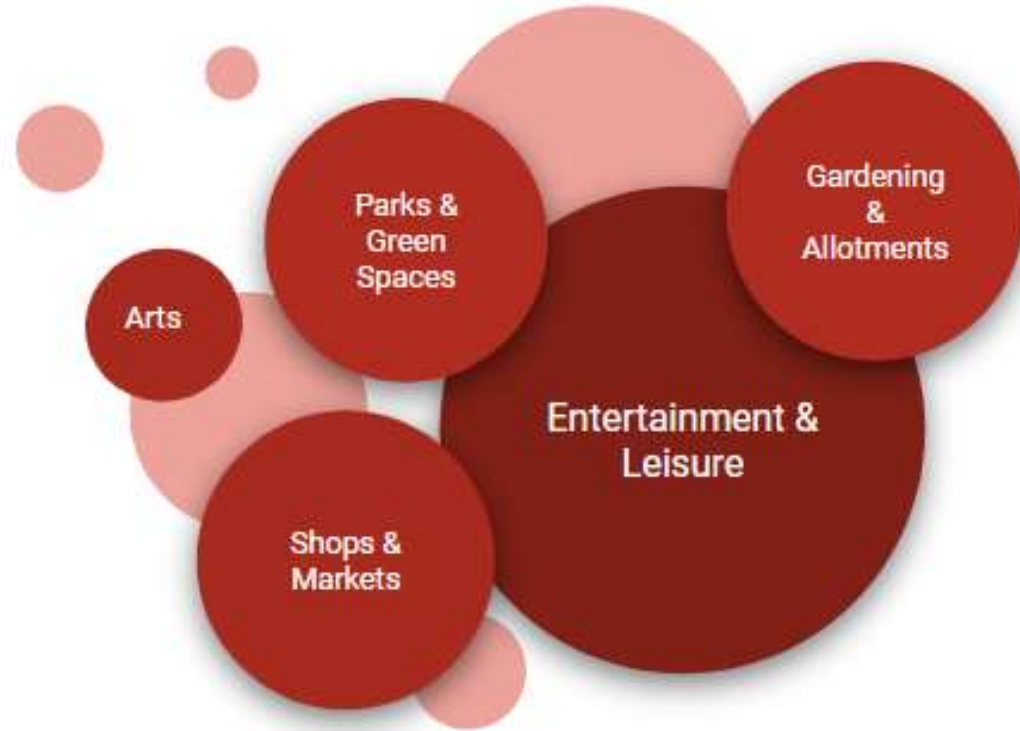 Parks &
Green
Spaces
Gardening
&
Allotments
Arts
Entertainment &
Leisure
Shops &
Markets